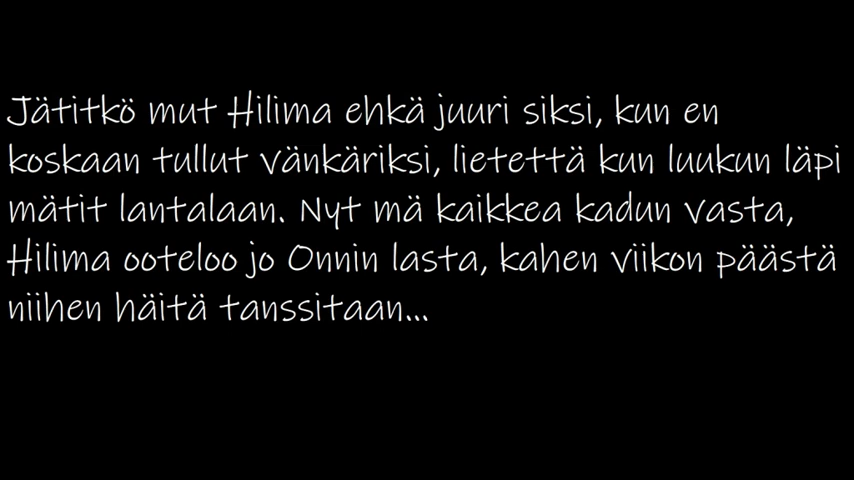 Jätitkö mut Hilima ehkä juuri siksi, kun en
koskaan tullut vänkäriksi, lietettä kun luukun läpi
mätit lantalaan. Nyt mä kaikkea kadun vasta,
Hilima ooteloo jo Onnin lasta, kahen viikon päästä
niihen häitä tanssitaan...